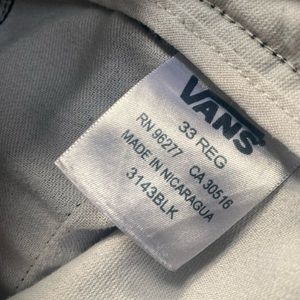 VANS
33 REG
RN 96277 CA 30516
MADE IN NICARAGUA
3143BLK